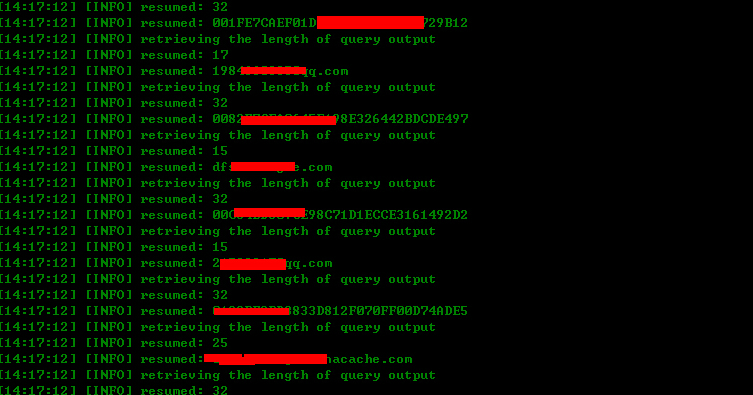 [14:17:12] [INFO] resumed: 32
[14:17:12] [INFO] resumed: 001FE7CAEF01D 729B12
[14:17:12] [INFO] retrieving the length of query output
[14:17:12] [INFO] resumed: 17
[14:17:12] [INFO] resumed: 1984 qq.com
[14:17:12] [INFO] retrieving the length of query output
[14:17:12] [INFO] resumed: 32
[14:17:12] [INFO] resumed: 0082 98E326442BDCDE497
[14:17:12] [INFO] retrieving the length of query output
[14:17:12] [INFO] resumed: 15
[14:17:12] [INFO] resumed: df .com
[14:17:12] [INFO] retrieving the length of query output
[14:17:12] [INFO] resumed: 32
[14:17:12] [INFO] resumed: 00 E98C71D1ECCE3161492D2
[14:17:12] [INFO] retrieving the length of query output
[14:17:12] [INFO] resumed: 15
[14:17:12] [INFO] resumed: 2 qq.com
[14:17:12] [INFO] retrieving the length of query output
[14:17:12] [INFO] resumed: 32
[14:17:12] [INFO] resumed: 8833D812F070FF00D74ADE5
[14:17:12] [INFO] retrieving the length of query output
[14:17:12] [INFO] resumed: 25
[14:17:12] [INFO] resumed: nacache.com
[14:17:12] [INFO] retrieving the length of query output
[14:17:12] [INFO] resumed: 32